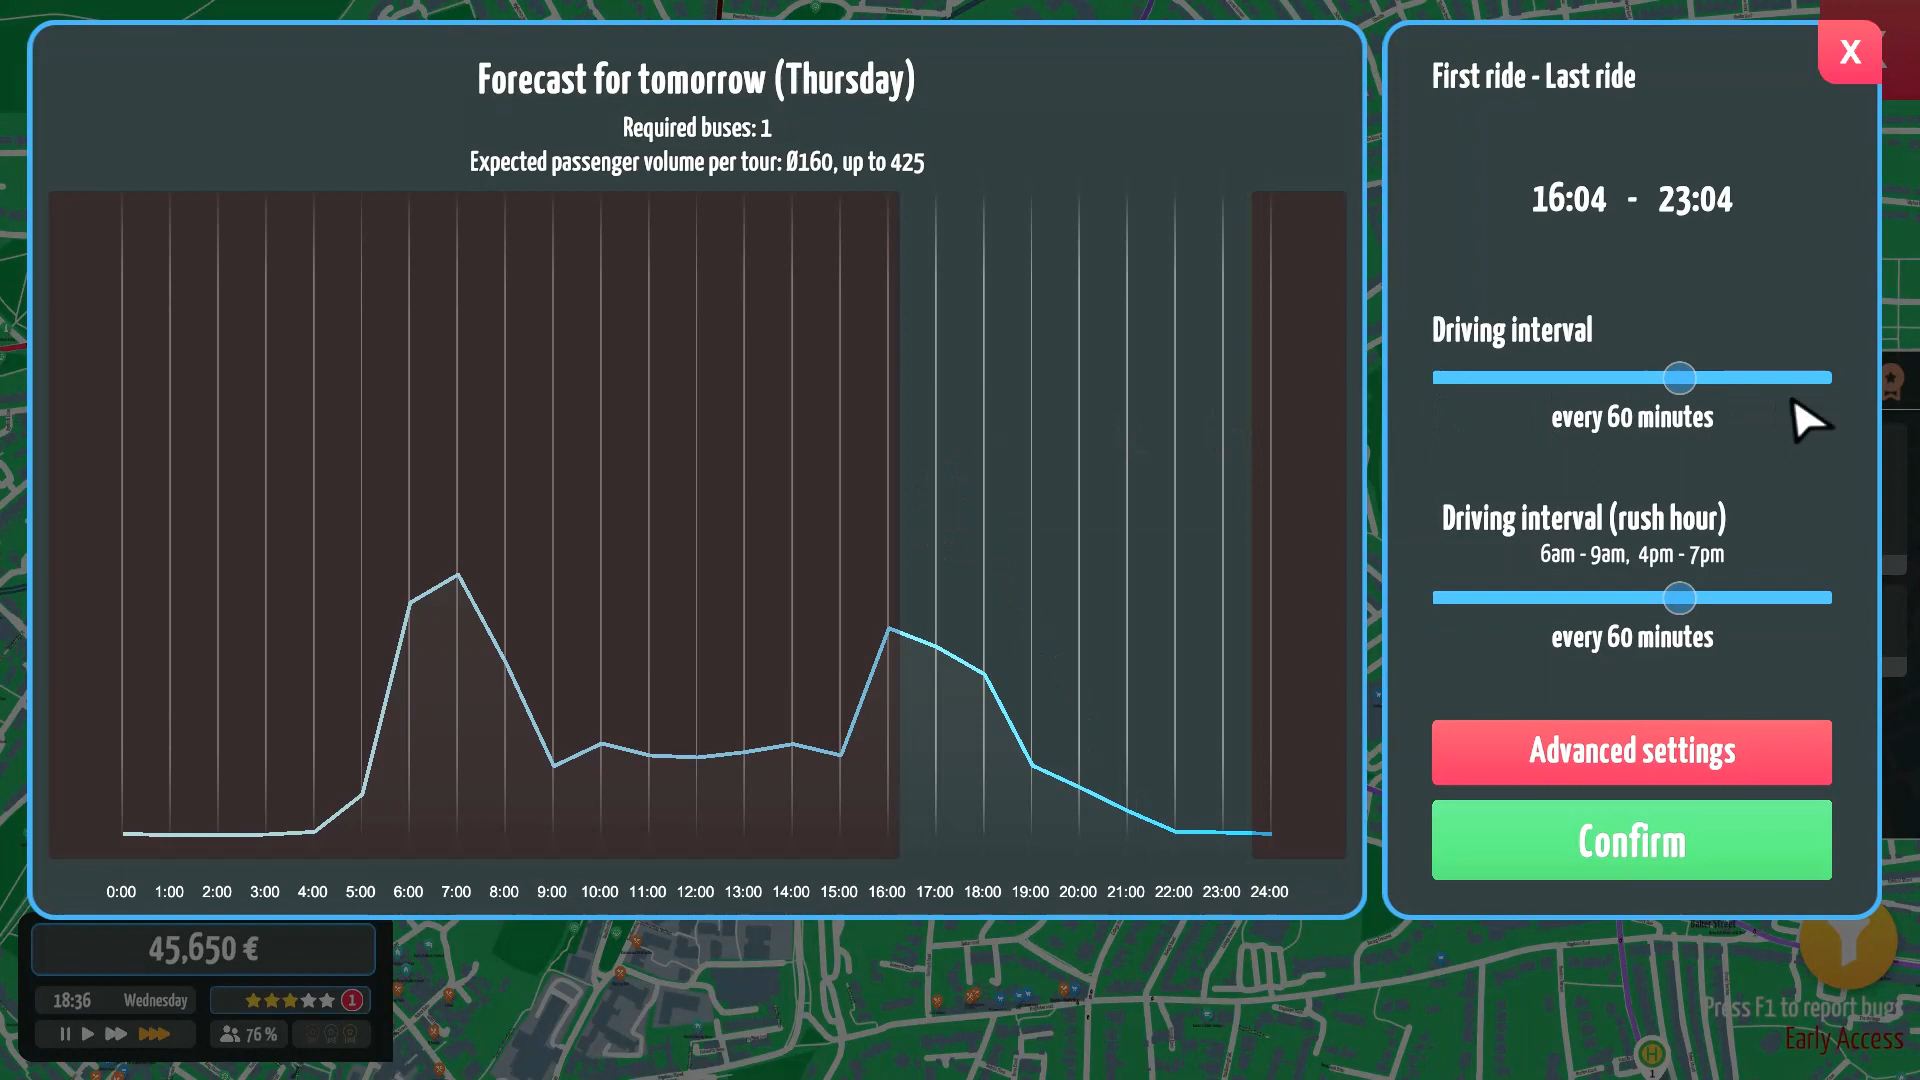 Forecast for tomorrow (Thursday)
Required buses: 1
Expected passenger volume per tour: Ø160, up to 425
0:00 1:00 2:00 3:00 4:00 5:00 6:00 7:00 8:00 9:00 10:00 11:00 12:00 13:00 14:00 15:00 16:00 17:00 18:00 19:00 20:00 21:00 22:00 23:00 24:00
X
First ride - Last ride
16:04 - 23:04
Driving interval
every 60 minutes
Driving interval (rush hour)
6am - 9am, 4pm - 7pm
every 60 minutes
Advanced settings
Confirm
45,650 €
18:36 Wednesday
1
76 %
Press F1 to report bugs
Early Access
H
1